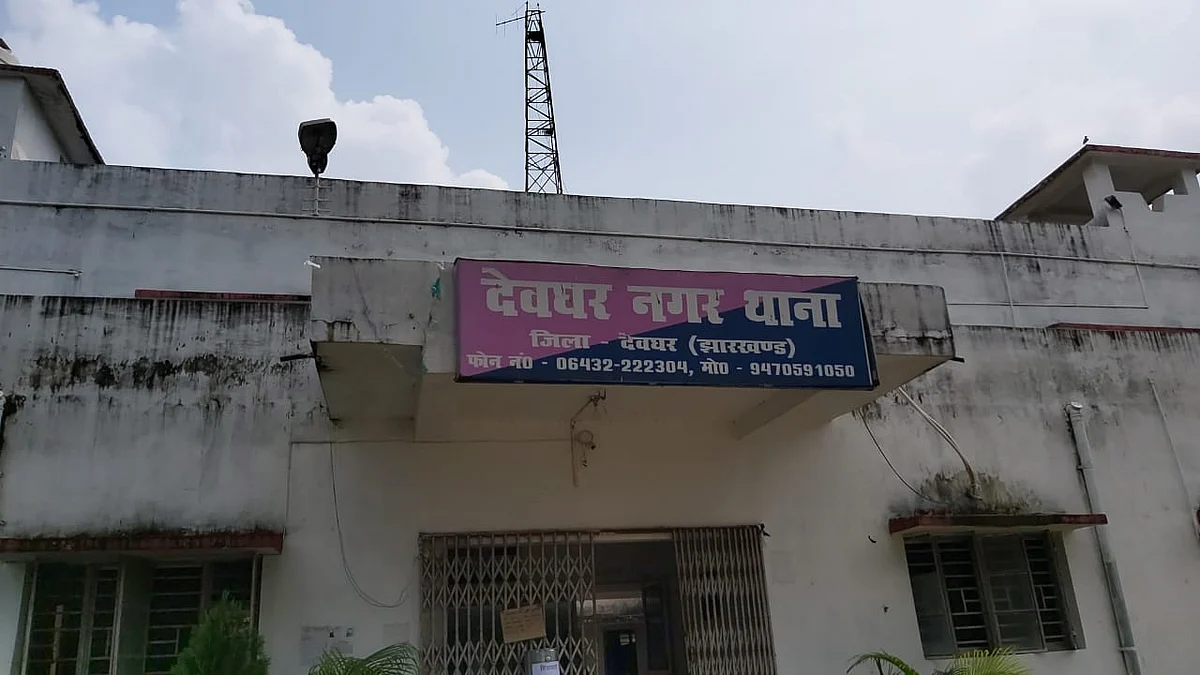 देवघर नगर थाना
जिला - देवघर (झारखण्ड)
फोन नं0 - 06432-222304, मो0 - 9470591050